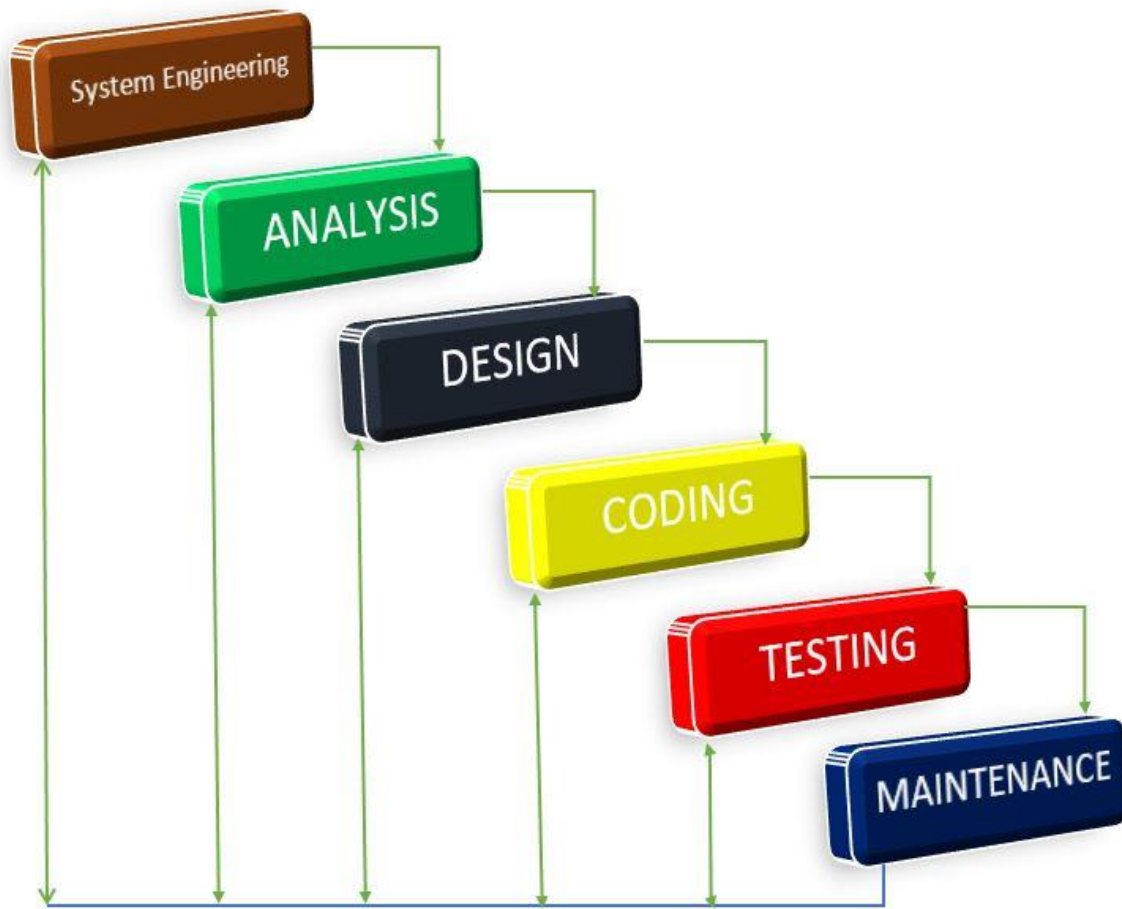 System Engineering
ANALYSIS
DESIGN
CODING
TESTING
MAINTENANCE